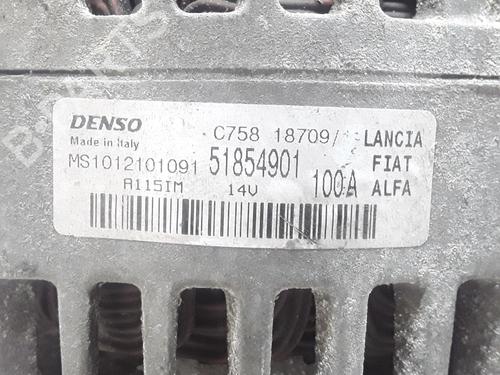 DENSO C758 18709/ LANCIA
Made in Italy FIAT
MS1012101091 51854901 100A ALFA
A115IM 14V